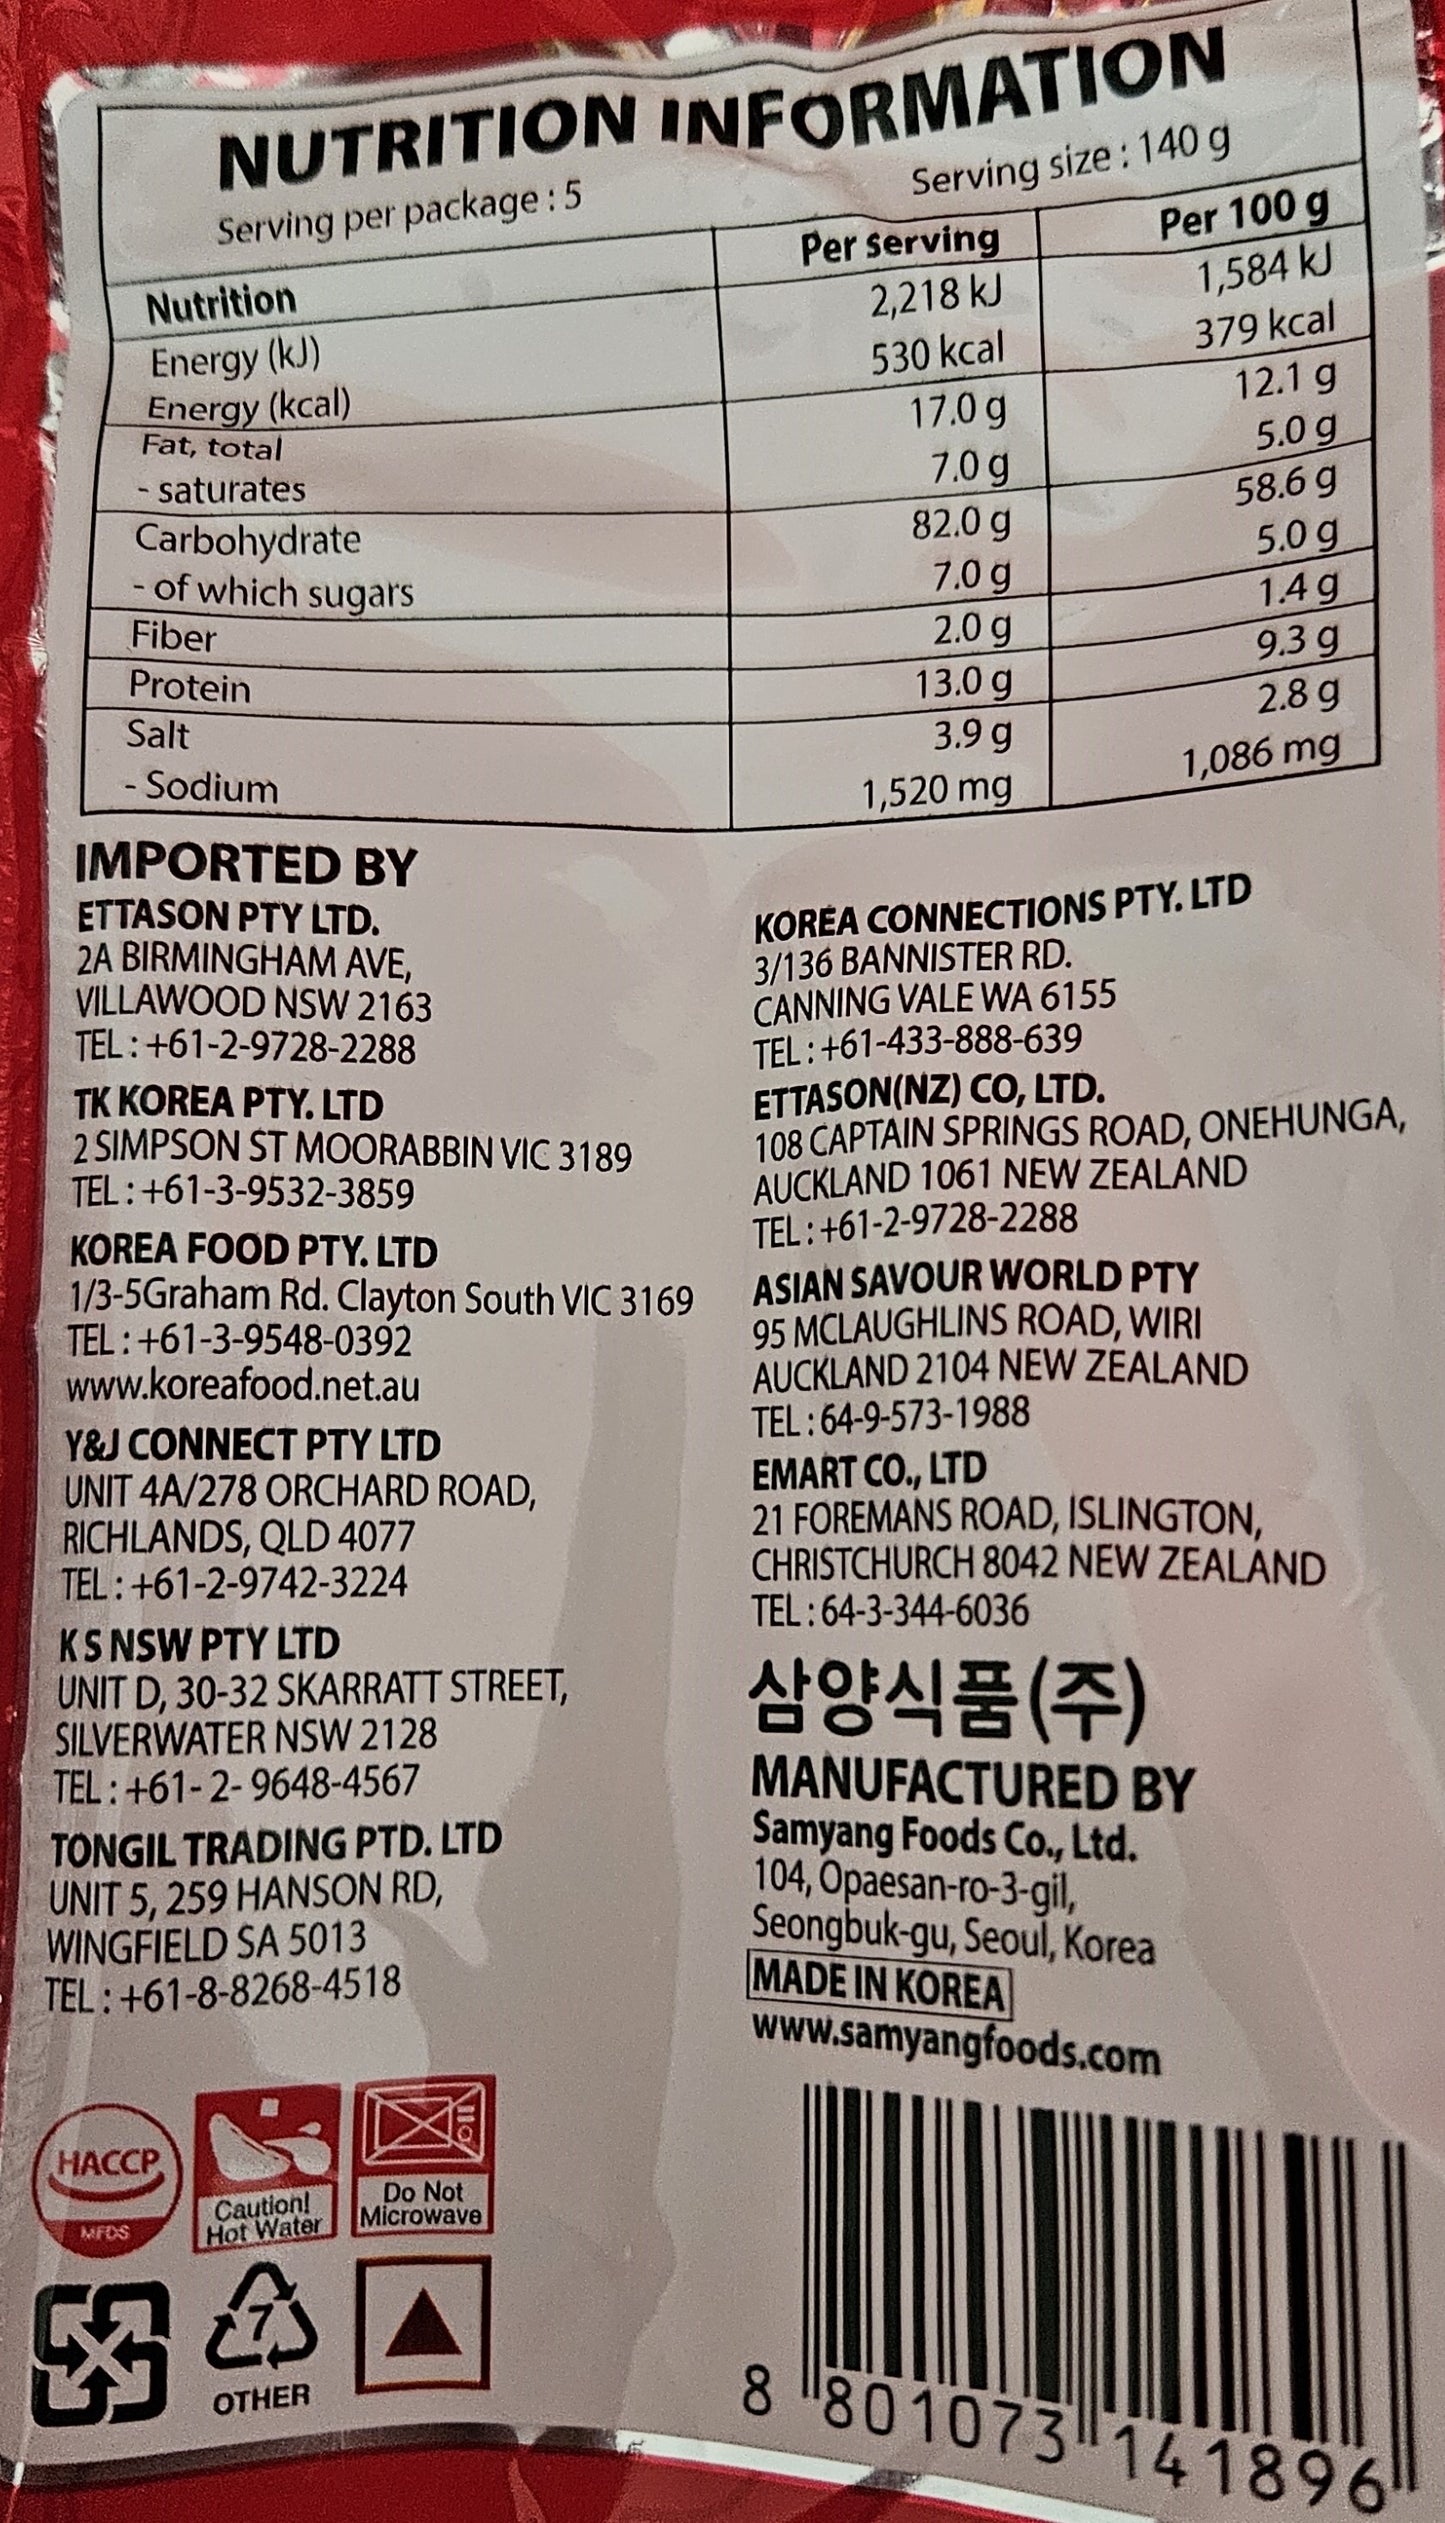 NUTRITION INFORMATION
Serving per package : 5
Serving size : 140 g
Nutrition Per serving Per 100 g
Energy (kJ) 2,218 kJ 1,584 kJ
Energy (kcal) 530 kcal 379 kcal
Fat, total 17.0 g 12.1 g
- saturates 7.0 g 5.0 g
Carbohydrate 82.0 g 58.6 g
- of which sugars 7.0 g 5.0 g
Fiber 2.0 g 1.4 g
Protein 13.0 g 9.3 g
Salt 3.9 g 2.8 g
- Sodium 1,520 mg 1,086 mg
IMPORTED BY
ETTASON PTY LTD.
2A BIRMINGHAM AVE,
VILLAWOOD NSW 2163
TEL : +61-2-9728-2288
TK KOREA PTY. LTD
2 SIMPSON ST MOORABBIN VIC 3189
TEL : +61-3-9532-3859
KOREA FOOD PTY. LTD
1/3-5Graham Rd. Clayton South VIC 3169
TEL : +61-3-9548-0392
www.koreafood.net.au
Y&J CONNECT PTY LTD
UNIT 4A/278 ORCHARD ROAD,
RICHLANDS, QLD 4077
TEL : +61-2-9742-3224
K S NSW PTY LTD
UNIT D, 30-32 SKARRATT STREET,
SILVERWATER NSW 2128
TEL : +61- 2- 9648-4567
TONGIL TRADING PTD. LTD
UNIT 5, 259 HANSON RD,
WINGFIELD SA 5013
TEL : +61-8-8268-4518
KOREA CONNECTIONS PTY. LTD
3/136 BANNISTER RD.
CANNING VALE WA 6155
TEL : +61-433-888-639
ETTASON(NZ) CO, LTD.
108 CAPTAIN SPRINGS ROAD, ONEHUNGA,
AUCKLAND 1061 NEW ZEALAND
TEL : +61-2-9728-2288
ASIAN SAVOUR WORLD PTY
95 MCLAUGHLINS ROAD, WIRI
AUCKLAND 2104 NEW ZEALAND
TEL : 64-9-573-1988
EMART CO., LTD
21 FOREMANS ROAD, ISLINGTON,
CHRISTCHURCH 8042 NEW ZEALAND
TEL : 64-3-344-6036
삼양식품(주)
MANUFACTURED BY
Samyang Foods Co., Ltd.
104, Opaesan-ro-3-gil,
Seongbuk-gu, Seoul, Korea
MADE IN KOREA
www.samyangfoods.com
HACCP
MFDS
Caution!
Hot Water
Do Not
Microwave
7
OTHER
8 801073 141896